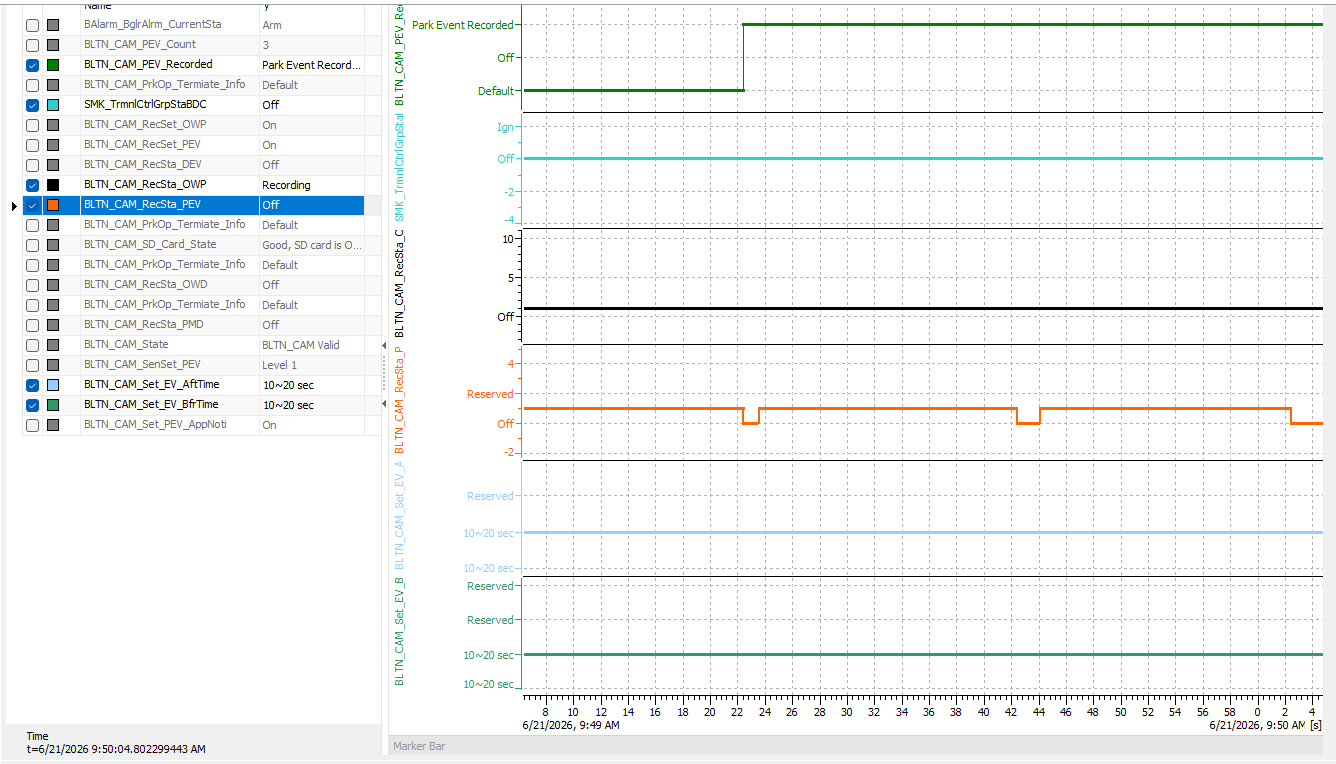 Name y
BAlarm_BglrAlrm_CurrentSta Arm
BLTN_CAM_PEV_Count 3
BLTN_CAM_PEV_Recorded Park Event Record...
BLTN_CAM_PrkOp_Termiate_Info Default
SMK_TrmnlCtrlGrpStaBDC Off
BLTN_CAM_RecSet_OWP On
BLTN_CAM_RecSet_PEV On
BLTN_CAM_RecSta_DEV Off
BLTN_CAM_RecSta_OWP Recording
BLTN_CAM_RecSta_PEV Off
BLTN_CAM_PrkOp_Termiate_Info Default
BLTN_CAM_SD_Card_State Good, SD card is O...
BLTN_CAM_PrkOp_Termiate_Info Default
BLTN_CAM_RecSta_OWD Off
BLTN_CAM_PrkOp_Termiate_Info Default
BLTN_CAM_RecSta_PMD Off
BLTN_CAM_State BLTN_CAM Valid
BLTN_CAM_SenSet_PEV Level 1
BLTN_CAM_Set_EV_AftTime 10~20 sec
BLTN_CAM_Set_EV_BfrTime 10~20 sec
BLTN_CAM_Set_PEV_AppNoti On
Time
t=6/21/2026 9:50:04.802299443 AM
BLTN_CAM_PEV_Re
Park Event Recorded
Off
Default
SMK_TrmnlCtrlGrpStaI
Ign
Off
-2
-4
BLTN_CAM_RecSta_C
10
5
Off
BLTN_CAM_RecSta_P
4
Reserved
Off
-2
BLTN_CAM_Set_EV_A
Reserved
10~20 sec
10~20 sec
BLTN_CAM_Set_EV_B
Reserved
Reserved
10~20 sec
10~20 sec
8 10 12 14 16 18 20 22 24 26 28 30 32 34 36 38 40 42 44 46 48 50 52 54 56 58 0 2 4
6/21/2026, 9:49 AM 6/21/2026, 9:50 AM [s]
Marker Bar